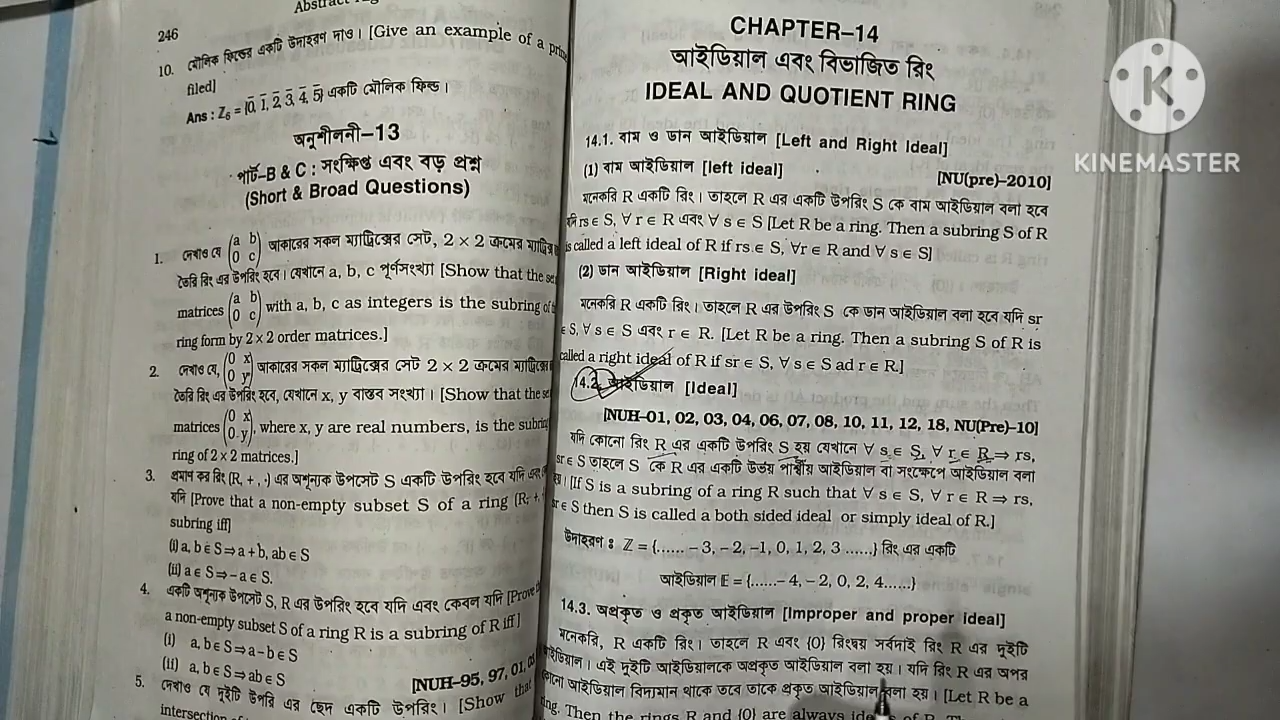 246
10. মৌলিক ফিল্ডের একটি উদাহরণ দাও। [Give an example of a
filed]
Ans : Z₆ = {0̄, 1̄, 2̄, 3̄, 4̄, 5̄} একটি মৌলিক ফিল্ড।
অনুশীলনী–13
পার্ট–B & C : সংক্ষিপ্ত এবং বড় প্রশ্ন
(Short & Broad Questions)
1. দেখাও যে (a b; 0 c) আকারের সকল ম্যাট্রিক্সের সেট, 2 × 2 ক্রমের
তৈরি রিং এর উপরিং হবে। যেখানে a, b, c পূর্ণসংখ্যা [Show that the
matrices (a b; 0 c) with a, b, c as integers is the subring of
ring form by 2 × 2 order matrices.]
2. দেখাও যে, (0 x; 0 y) আকারের সকল ম্যাট্রিক্সের সেট 2 × 2 ক্রমের
তৈরি রিং এর উপরিং হবে, যেখানে x, y বাস্তব সংখ্যা। [Show that the
matrices (0 x; 0 y), where x, y are real numbers, is the
ring of 2 × 2 matrices.]
3. প্রমাণ কর রিং (R, + , .) এর অশূন্যক উপসেট S একটি উপরিং হবে যদি এবং
যদি [Prove that a non-empty subset S of a ring (R, +,
subring iff]
(i) a, b ∈ S ⇒ a + b, ab ∈ S
(ii) a ∈ S ⇒ – a ∈ S.
4. একটি অশূন্যক উপসেট S, R এর উপরিং হবে যদি এবং কেবল যদি [Prove
a non-empty subset S of a ring R is a subring of R iff]
(i) a, b ∈ S ⇒ a – b ∈ S
(ii) a, b ∈ S ⇒ ab ∈ S
[NUH–95, 97, 01,
5. দেখাও যে দুইটি উপরি এর ছেদ একটি উপরিং। [Show that
intersection of
CHAPTER–14
আইডিয়াল এবং বিভাজিত রিং
IDEAL AND QUOTIENT RING
14.1. বাম ও ডান আইডিয়াল [Left and Right Ideal]
(1) বাম আইডিয়াল [left ideal] [NU(pre)–2010]
মনেকরি R একটি রিং। তাহলে R এর একটি উপরিং S কে বাম আইডিয়াল বলা হবে
যদি rs ∈ S, ∀ r ∈ R এবং ∀ s ∈ S [Let R be a ring. Then a subring S of R
is called a left ideal of R if rs ∈ S, ∀r ∈ R and ∀ s ∈ S]
(2) ডান আইডিয়াল [Right ideal]
মনেকরি R একটি রিং। তাহলে R এর উপরিং S কে ডান আইডিয়াল বলা হবে যদি sr
∈ S, ∀ s ∈ S এবং r ∈ R. [Let R be a ring. Then a subring S of R is
called a right ideal of R if sr ∈ S, ∀ s ∈ S ad r ∈ R.]
14.2. আইডিয়াল [Ideal]
[NUH–01, 02, 03, 04, 06, 07, 08, 10, 11, 12, 18, NU(Pre)–10]
যদি কোনো রিং R এর একটি উপরিং S হয় যেখানে ∀ s ∈ S, ∀ r ∈ R ⇒ rs,
sr ∈ S তাহলে S কে R এর একটি উভয় পার্শ্বীয় আইডিয়াল বা সংক্ষেপে আইডিয়াল বলা
[If S is a subring of a ring R such that ∀ s ∈ S, ∀ r ∈ R ⇒ rs,
sr ∈ S then S is called a both sided ideal or simply ideal of R.]
উদাহরণ : ℤ = {...... – 3, – 2, –1, 0, 1, 2, 3 ......} রিং এর একটি
আইডিয়াল 𝔼 = {......– 4, – 2, 0, 2, 4.....}
14.3. অপ্রকৃত ও প্রকৃত আইডিয়াল [Improper and proper ideal]
মনেকরি, R একটি রিং। তাহলে R এবং {0} রিংদ্বয় সর্বদাই রিং R এর দুইটি
আইডিয়াল। এই দুইটি আইডিয়ালকে অপ্রকৃত আইডিয়াল বলা হয়। যদি রিং R এর অপর
কোনো আইডিয়াল বিদ্যমান থাকে তবে তাকে প্রকৃত আইডিয়াল বলা হয়। [Let R be a
ring. Then the rings R and {0} are always of R.
K
KINEMASTER